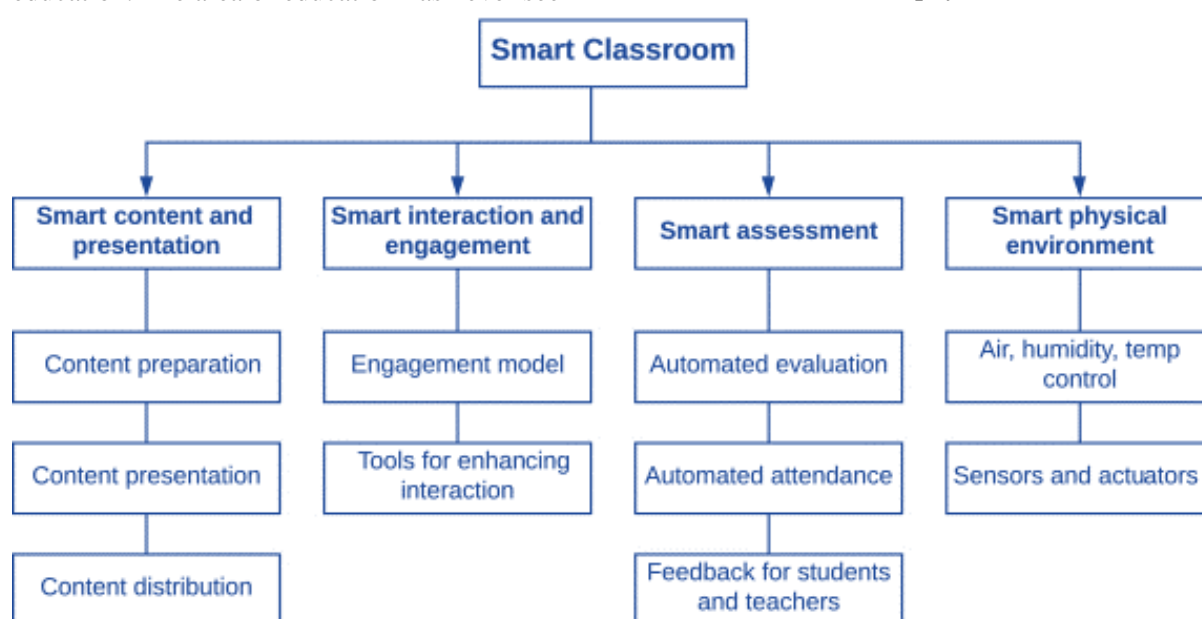 Smart Classroom
Smart content and
presentation
Smart interaction and
engagement
Smart assessment
Smart physical
environment
Content preparation
Engagement model
Automated evaluation
Air, humidity, temp
control
Content presentation
Tools for enhancing
interaction
Automated attendance
Sensors and actuators
Content distribution
Feedback for students
and teachers